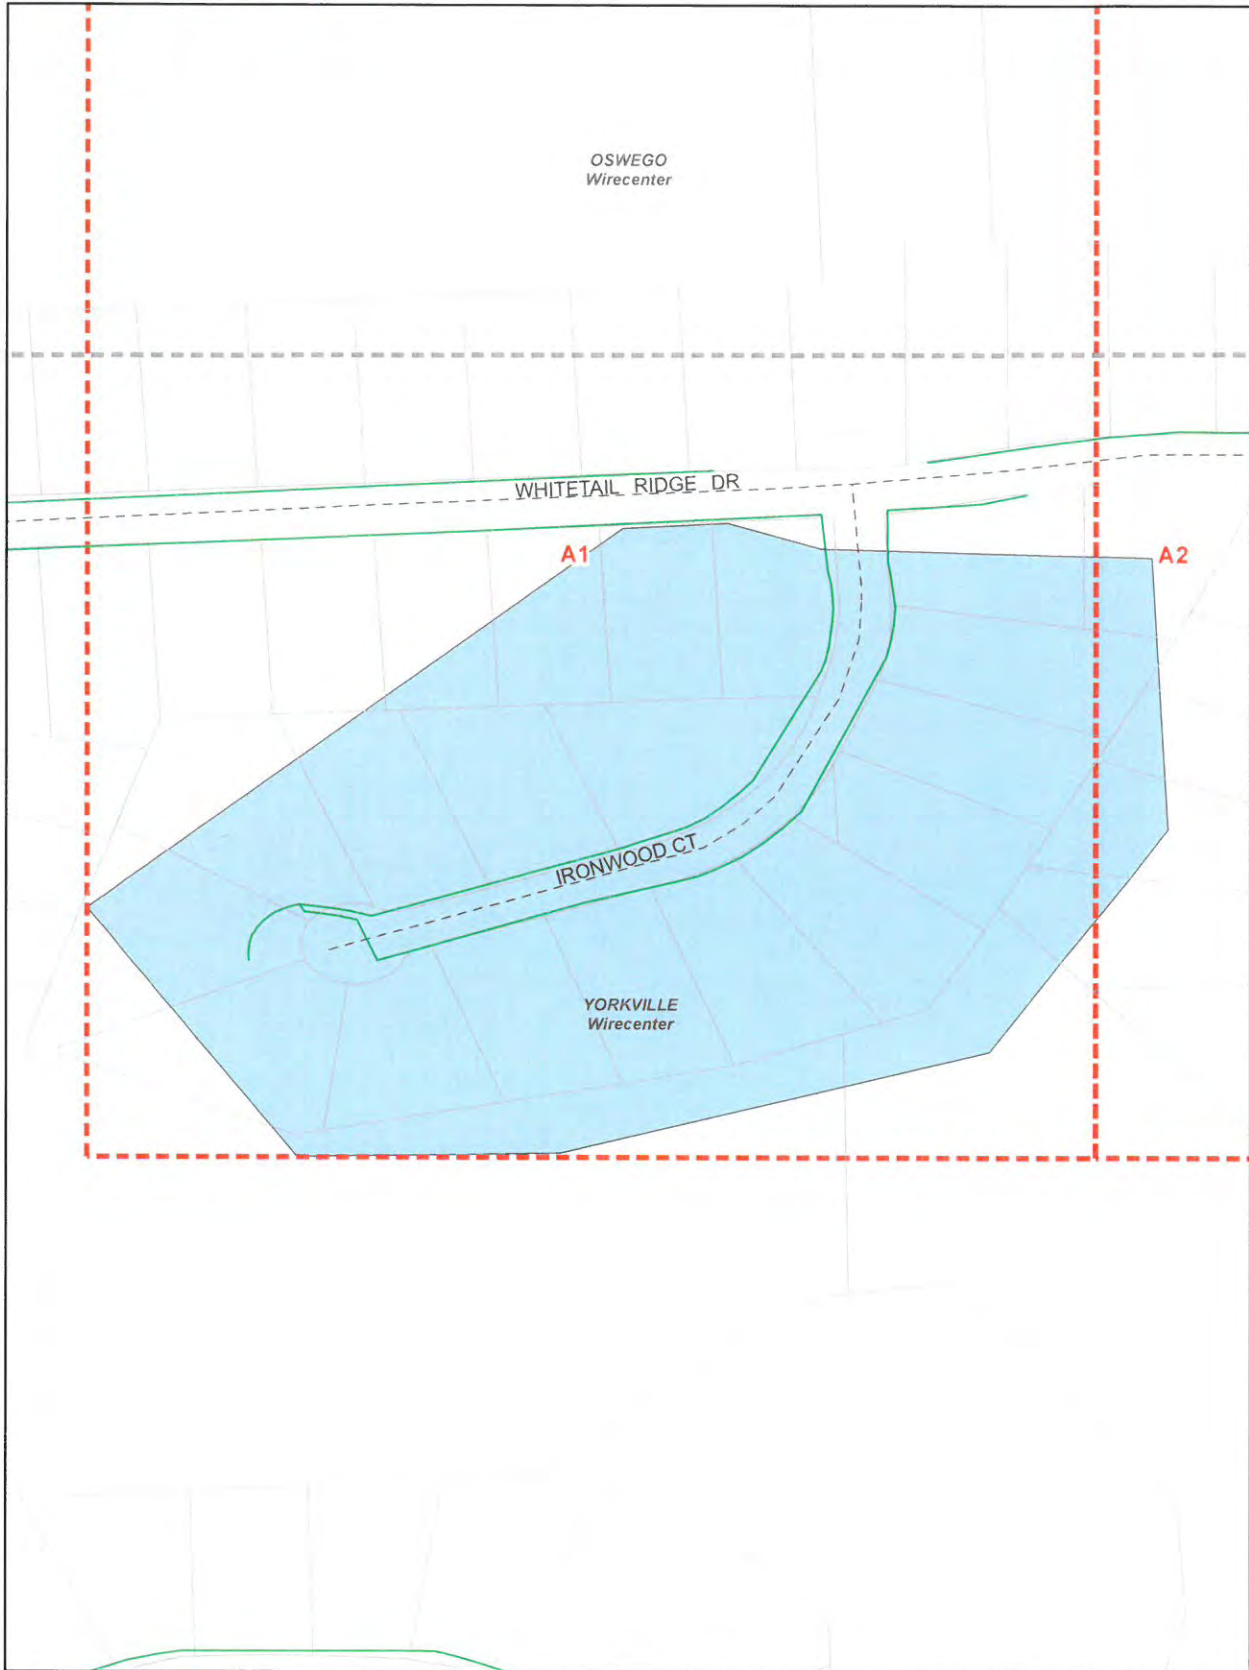 OSWEGO
Wirecenter
WHITETAIL RIDGE DR
A1
A2
IRONWOOD CT
YORKVILLE
Wirecenter